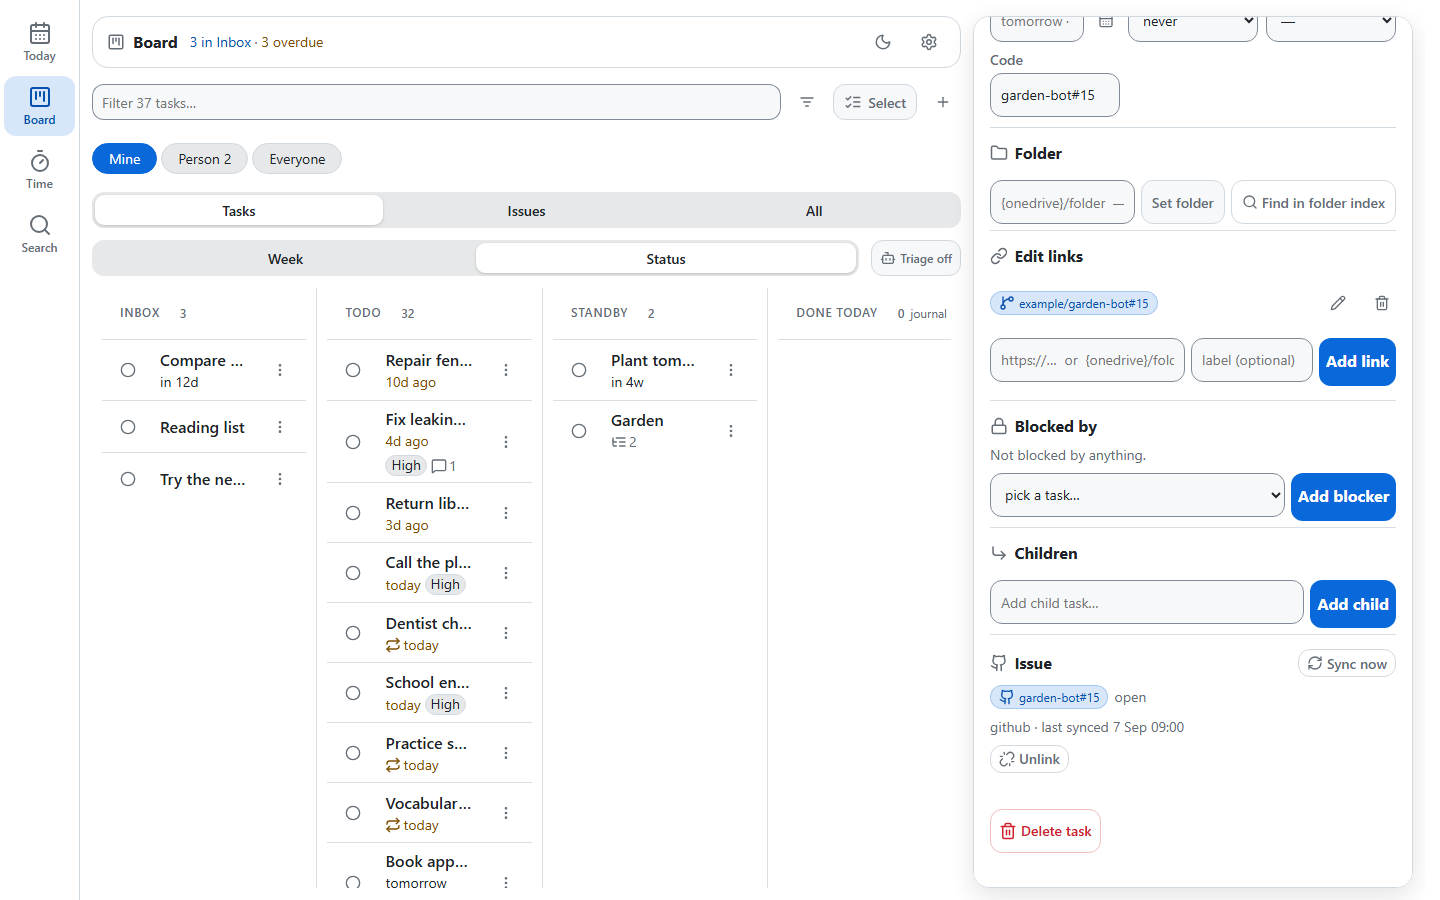 Today
Board
Time
Search
Board 3 in Inbox · 3 overdue
Filter 37 tasks...
Select
Mine
Person 2
Everyone
Tasks
Issues
All
Week
Status
Triage off
INBOX 3
Compare ...
in 12d
Reading list
Try the ne...
TODO 32
Repair fen...
10d ago
Fix leakin...
4d ago
High 1
Return lib...
3d ago
Call the pl...
today High
Dentist ch...
today
School en...
today High
Practice s...
today
Vocabular...
today
Book app...
tomorrow
STANDBY 2
Plant tom...
in 4w
Garden
2
DONE TODAY 0 journal
tomorrow ·
never
—
Code
garden-bot#15
Folder
{onedrive}/folder —
Set folder
Find in folder index
Edit links
example/garden-bot#15
https://... or {onedrive}/folc
label (optional)
Add link
Blocked by
Not blocked by anything.
pick a task...
Add blocker
Children
Add child task...
Add child
Issue
Sync now
garden-bot#15 open
github · last synced 7 Sep 09:00
Unlink
Delete task